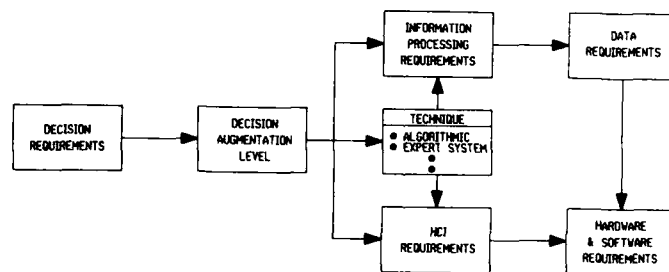 INFORMATION
PROCESSING
REQUIREMENTS
DATA
REQUIREMENTS
DECISION
REQUIREMENTS
DECISION
AUGMENTATION
LEVEL
TECHNIQUE
● ALGORITHMIC
● EXPERT SYSTEM
●
●
HCI
REQUIREMENTS
HARDWARE
& SOFTWARE
REQUIREMENTS